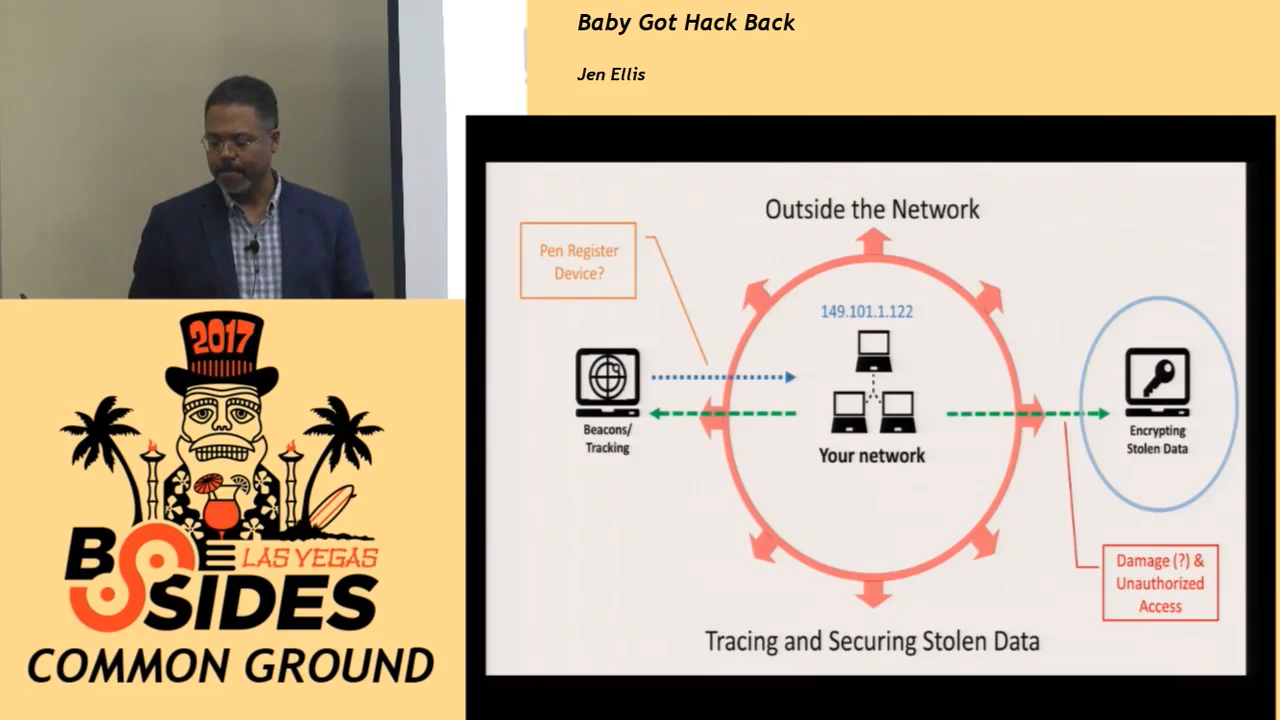 Baby Got Hack Back
Jen Ellis
Outside the Network
Pen Register
Device?
149.101.1.122
Beacons/
Tracking
Your network
Encrypting
Stolen Data
Damage (?) &
Unauthorized
Access
Tracing and Securing Stolen Data
2017
BSIDES
LAS VEGAS
COMMON GROUND